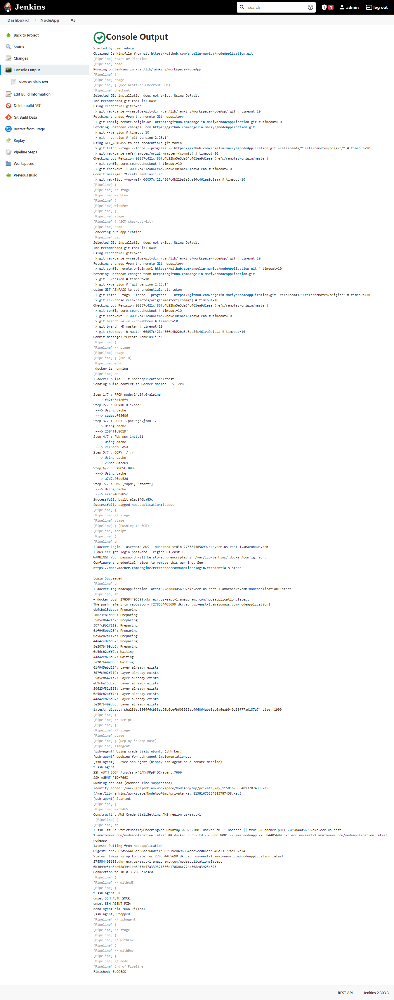 Jenkins
search
1
admin
log out
Dashboard
NodeApp
#3
Back to Project
Status
Changes
Console Output
View as plain text
Edit Build Information
Delete build '#3'
Git Build Data
Restart from Stage
Replay
Pipeline Steps
Workspaces
Previous Build
Console Output
Started by user admin
Obtained Jenkinsfile from git https://github.com/angelin-mariya/nodeApplication.git
[Pipeline] Start of Pipeline
[Pipeline] node
Running on Jenkins in /var/lib/jenkins/workspace/NodeApp
[Pipeline] {
[Pipeline] stage
[Pipeline] { (Declarative: Checkout SCM)
[Pipeline] checkout
Selected Git installation does not exist. Using Default
The recommended git tool is: NONE
using credential gitToken
> git rev-parse --resolve-git-dir /var/lib/jenkins/workspace/NodeApp/.git # timeout=10
Fetching changes from the remote Git repository
> git config remote.origin.url https://github.com/angelin-mariya/nodeApplication.git # timeout=10
Fetching upstream changes from https://github.com/angelin-mariya/nodeApplication.git
> git --version # timeout=10
> git --version # 'git version 2.25.1'
using GIT_ASKPASS to set credentials git token
> git fetch --tags --force --progress -- https://github.com/angelin-mariya/nodeApplication.git +refs/heads/*:refs/remotes/origin/* # timeout=10
> git rev-parse refs/remotes/origin/master^{commit} # timeout=10
Checking out Revision 00057c421c486fc4b22ba5e3de84c461ea9d1eaa (refs/remotes/origin/master)
> git config core.sparsecheckout # timeout=10
> git checkout -f 00057c421c486fc4b22ba5e3de84c461ea9d1eaa # timeout=10
Commit message: "Create Jenkinsfile"
> git rev-list --no-walk 00057c421c486fc4b22ba5e3de84c461ea9d1eaa # timeout=10
[Pipeline] }
[Pipeline] // stage
[Pipeline] withEnv
[Pipeline] {
[Pipeline] withEnv
[Pipeline] {
[Pipeline] stage
[Pipeline] { (SCM checkout-Git)
[Pipeline] echo
checking out application
[Pipeline] git
Selected Git installation does not exist. Using Default
The recommended git tool is: NONE
using credential gitToken
> git rev-parse --resolve-git-dir /var/lib/jenkins/workspace/NodeApp/.git # timeout=10
Fetching changes from the remote Git repository
> git config remote.origin.url https://github.com/angelin-mariya/nodeApplication.git # timeout=10
Fetching upstream changes from https://github.com/angelin-mariya/nodeApplication.git
> git --version # timeout=10
> git --version # 'git version 2.25.1'
using GIT_ASKPASS to set credentials git token
> git fetch --tags --force --progress -- https://github.com/angelin-mariya/nodeApplication.git +refs/heads/*:refs/remotes/origin/* # timeout=10
> git rev-parse refs/remotes/origin/master^{commit} # timeout=10
Checking out Revision 00057c421c486fc4b22ba5e3de84c461ea9d1eaa (refs/remotes/origin/master)
> git config core.sparsecheckout # timeout=10
> git checkout -f 00057c421c486fc4b22ba5e3de84c461ea9d1eaa # timeout=10
> git branch -a -v --no-abbrev # timeout=10
> git branch -D master # timeout=10
> git checkout -b master 00057c421c486fc4b22ba5e3de84c461ea9d1eaa # timeout=10
Commit message: "Create Jenkinsfile"
[Pipeline] }
[Pipeline] // stage
[Pipeline] stage
[Pipeline] { (Build)
[Pipeline] echo
docker is running
[Pipeline] sh
+ docker build . -t nodeapplication:latest
Sending build context to Docker daemon 5.12kB
Step 1/7 : FROM node:14.14.0-alpine
---> fa2fa5d4e6f4
Step 2/7 : WORKDIR "/app"
---> Using cache
---> cadaabf43606
Step 3/7 : COPY ./package.json ./
---> Using cache
---> 2504f1c8019f
Step 4/7 : RUN npm install
---> Using cache
---> 2ef6edb6fd5d
Step 5/7 : COPY ./ ./
---> Using cache
---> 238ac98dcc69
Step 6/7 : EXPOSE 8081
---> Using cache
---> a7d2d70ee52d
Step 7/7 : CMD ["npm", "start"]
---> Using cache
---> e2ac940ba85c
Successfully built e2ac940ba85c
Successfully tagged nodeapplication:latest
[Pipeline] }
[Pipeline] // stage
[Pipeline] stage
[Pipeline] { (Pushing to ECR)
[Pipeline] script
[Pipeline] {
[Pipeline] sh
+ docker login --username AWS --password-stdin 278584405699.dkr.ecr.us-east-1.amazonaws.com
+ aws ecr get-login-password --region us-east-1
WARNING! Your password will be stored unencrypted in /var/lib/jenkins/.docker/config.json.
Configure a credential helper to remove this warning. See
https://docs.docker.com/engine/reference/commandline/login/#credentials-store
Login Succeeded
[Pipeline] sh
+ docker tag nodeapplication:latest 278584405699.dkr.ecr.us-east-1.amazonaws.com/nodeapplication:latest
[Pipeline] sh
+ docker push 278584405699.dkr.ecr.us-east-1.amazonaws.com/nodeapplication:latest
The push refers to repository [278584405699.dkr.ecr.us-east-1.amazonaws.com/nodeapplication]
eb9cbe15dcad: Preparing
20623f81d869: Preparing
f5a5e8a42fc2: Preparing
307fc9b2f119: Preparing
61f945ebd234: Preparing
0c56cb2aff7a: Preparing
44a4ced26d67: Preparing
3e207b409db3: Preparing
0c56cb2aff7a: Waiting
44a4ced26d67: Waiting
3e207b409db3: Waiting
61f945ebd234: Layer already exists
307fc9b2f119: Layer already exists
f5a5e8a42fc2: Layer already exists
eb9cbe15dcad: Layer already exists
20623f81d869: Layer already exists
0c56cb2aff7a: Layer already exists
44a4ced26d67: Layer already exists
3e207b409db3: Layer already exists
latest: digest: sha256:d5564f6cb38ac26b0cefb603919eb496064abe5ec0a6eab940d13f77ad187a74 size: 1990
[Pipeline] }
[Pipeline] // script
[Pipeline] }
[Pipeline] // stage
[Pipeline] stage
[Pipeline] { (Deploy in app host)
[Pipeline] sshagent
[ssh-agent] Using credentials ubuntu (shh key)
[ssh-agent] Looking for ssh-agent implementation...
[ssh-agent] Exec ssh-agent (binary ssh-agent on a remote machine)
$ ssh-agent
SSH_AUTH_SOCK=/tmp/ssh-F8AKn9Pp94DC/agent.7666
SSH_AGENT_PID=7668
Running ssh-add (command line suppressed)
Identity added: /var/lib/jenkins/workspace/NodeApp@tmp/private_key_11581673834813787438.key
(/var/lib/jenkins/workspace/NodeApp@tmp/private_key_11581673834813787438.key)
[ssh-agent] Started.
[Pipeline] {
[Pipeline] withAWS
Constructing AWS CredentialsSetting AWS region us-east-1
[Pipeline] {
[Pipeline] sh
+ ssh -tt -o StrictHostKeyChecking=no ubuntu@10.0.3.208 docker rm -f nodeapp || true && docker pull 278584405699.dkr.ecr.us-east-
1.amazonaws.com/nodeapplication:latest && docker run -itd -p 8080:8081 --name nodeapp 278584405699.dkr.ecr.us-east-1.amazonaws.com/nodeapplication:latest
nodeapp
latest: Pulling from nodeapplication
Digest: sha256:d5564f6cb38ac26b0cefb603919eb496064abe5ec0a6eab940d13f77ad187a74
Status: Image is up to date for 278584405699.dkr.ecr.us-east-1.amazonaws.com/nodeapplication:latest
278584405699.dkr.ecr.us-east-1.amazonaws.com/nodeapplication:latest
0b3099e5ca3cb08d3941eb64f3b47a33937138fe1708d6c77ad508cd3925c575
Connection to 10.0.3.208 closed.
[Pipeline] }
[Pipeline] // withAWS
[Pipeline] }
$ ssh-agent -k
unset SSH_AUTH_SOCK;
unset SSH_AGENT_PID;
echo Agent pid 7668 killed;
[ssh-agent] Stopped.
[Pipeline] // sshagent
[Pipeline] }
[Pipeline] // stage
[Pipeline] }
[Pipeline] // withEnv
[Pipeline] }
[Pipeline] // withEnv
[Pipeline] }
[Pipeline] // node
[Pipeline] End of Pipeline
Finished: SUCCESS
REST API
Jenkins 2.303.3